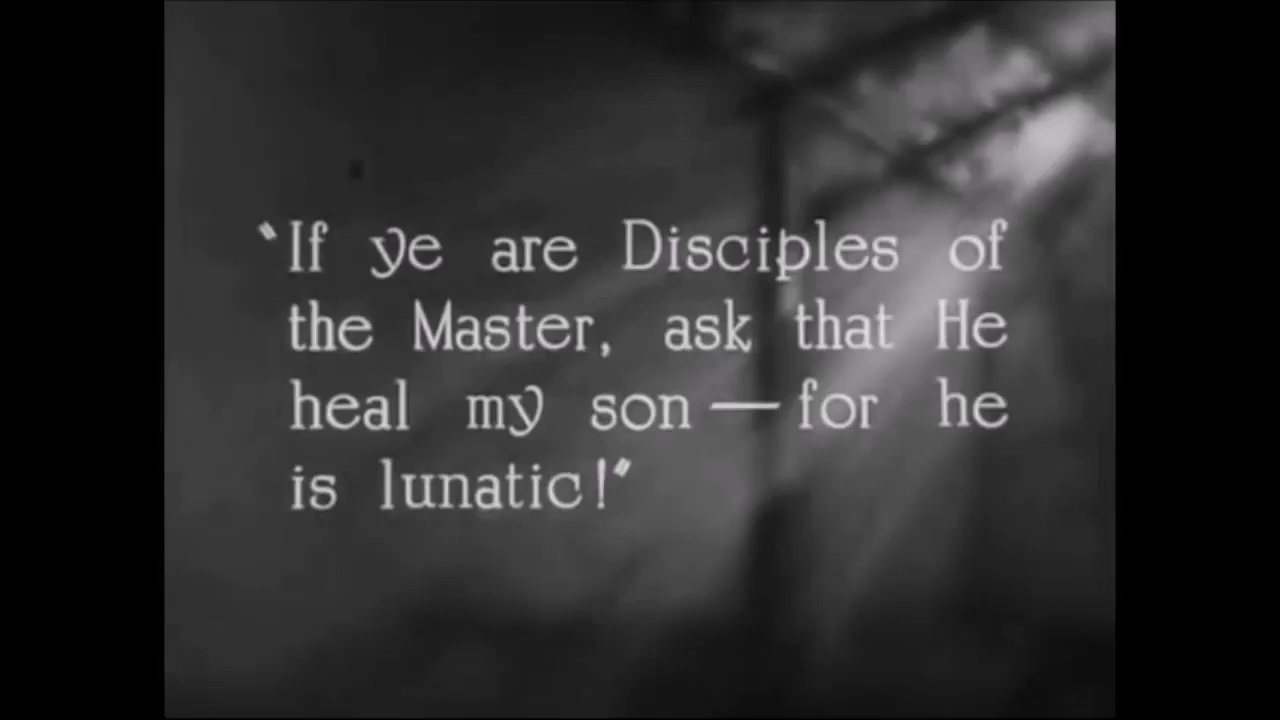 "If ye are Disciples of
the Master, ask that He
heal my son — for he
is lunatic!"